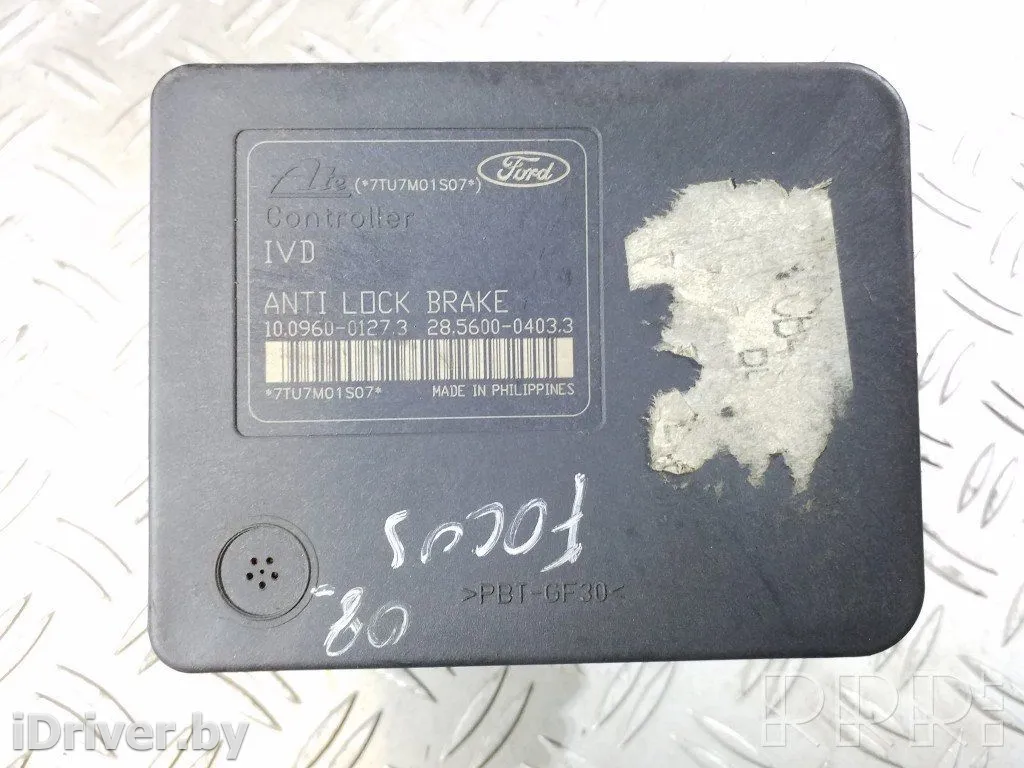 Ate (*7TU7M01S07*) Ford
Controller
IVD
ANTI LOCK BRAKE
10.0960-0127.3 28.5600-0403.3
*7TU7M01S07* MADE IN PHILIPPINES
FOCUS
08-
>PBT-GF30<
iDriver.by
RRR